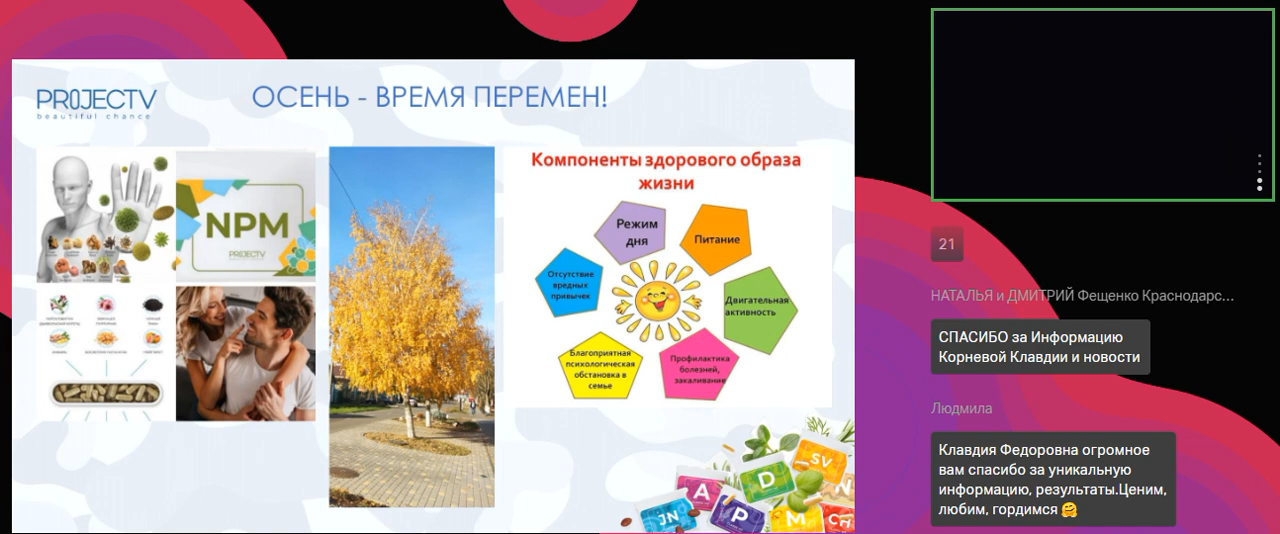 PROJECTV
beautiful chance
ОСЕНЬ - ВРЕМЯ ПЕРЕМЕН!
NPM
PROJECTV
Компоненты здорового образа
жизни
Режим
дня
Питание
Отсутствие
вредных
привычек
Двигательная
активность
Благоприятная
психологическая
обстановка в
семье
Профилактика
болезней,
закаливание
SV
D
A
N
JN
P
M
CH
21
НАТАЛЬЯ и ДМИТРИЙ Фещенко Краснодарс...
СПАСИБО за Информацию
Корневой Клавдии и новости
Людмила
Клавдия Федоровна огромное
вам спасибо за уникальную
информацию, результаты.Ценим,
любим, гордимся 🤗